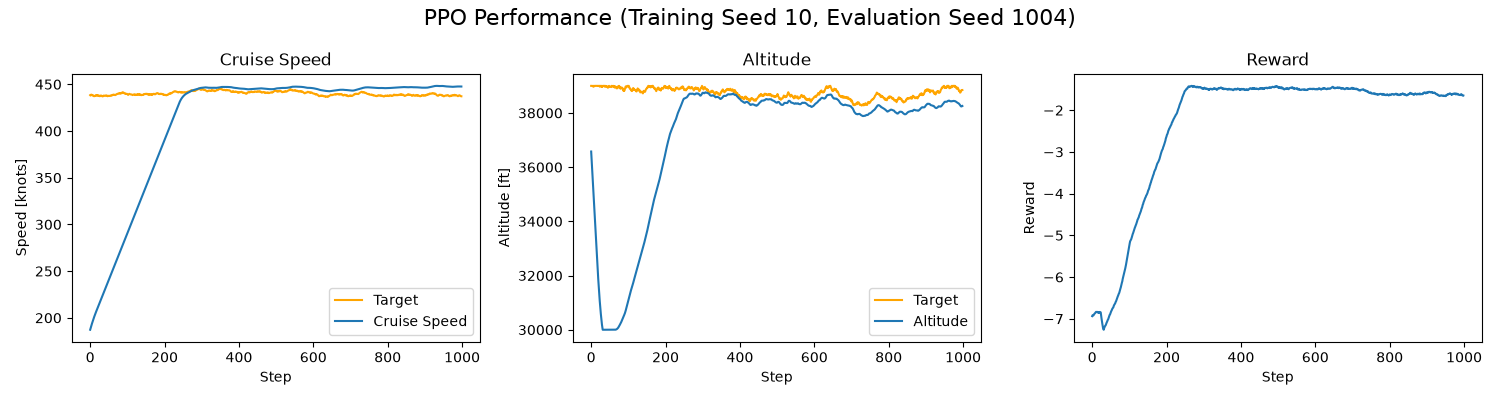 PPO Performance (Training Seed 10, Evaluation Seed 1004)
Cruise Speed
Speed [knots]
450
400
350
300
250
200
0 200 400 600 800 1000
Step
Target
Cruise Speed
Altitude
Altitude [ft]
38000
36000
34000
32000
30000
0 200 400 600 800 1000
Step
Target
Altitude
Reward
Reward
−2
−3
−4
−5
−6
−7
0 200 400 600 800 1000
Step